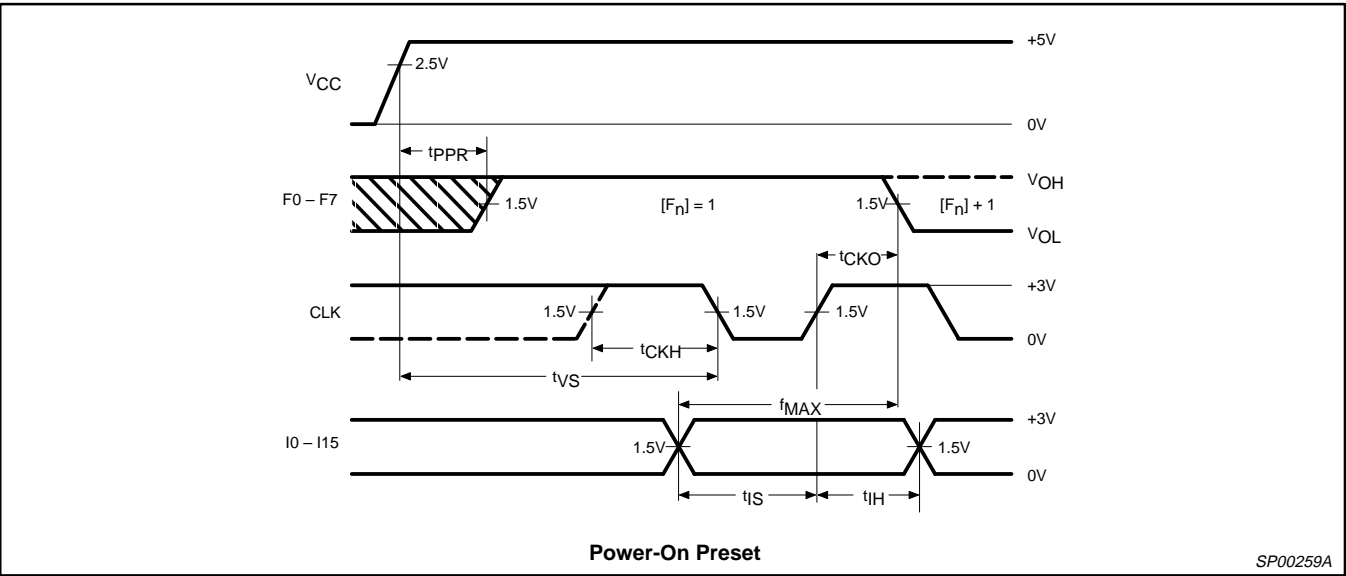 +5V
2.5V
VCC
0V
tPPR
VOH
F0 – F7
1.5V
[Fn] = 1
1.5V
[Fn] + 1
VOL
tCKO
+3V
CLK
1.5V
1.5V
1.5V
0V
tCKH
tVS
fMAX
+3V
I0 – I15
1.5V
1.5V
0V
tIS
tIH
Power-On Preset
SP00259A